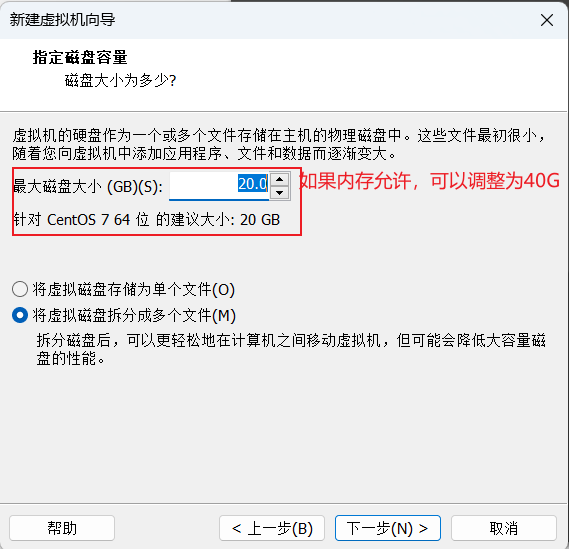 新建虚拟机向导
指定磁盘容量
磁盘大小为多少?
虚拟机的硬盘作为一个或多个文件存储在主机的物理磁盘中。这些文件最初很小，
随着您向虚拟机中添加应用程序、文件和数据而逐渐变大。
最大磁盘大小 (GB)(S): 20.0 如果内存允许，可以调整为40G
针对 CentOS 7 64 位 的建议大小: 20 GB
将虚拟磁盘存储为单个文件(O)
将虚拟磁盘拆分成多个文件(M)
拆分磁盘后，可以更轻松地在计算机之间移动虚拟机，但可能会降低大容量磁
盘的性能。
帮助 < 上一步(B) 下一步(N) > 取消